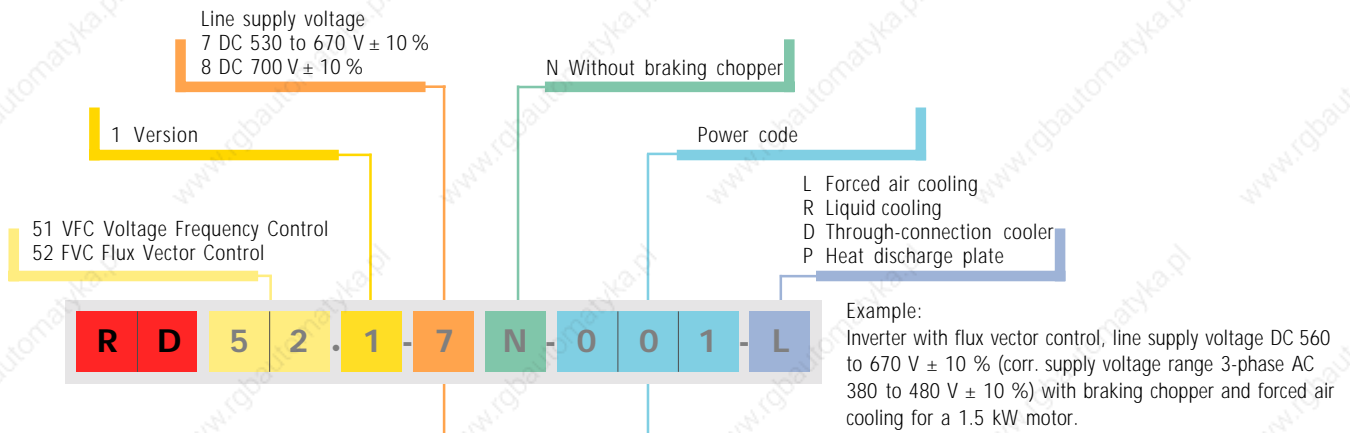 Line supply voltage
7 DC 530 to 670 V ± 10 %
8 DC 700 V ± 10 %
N Without braking chopper
1 Version
Power code
L Forced air cooling
R Liquid cooling
D Through-connection cooler
P Heat discharge plate
51 VFC Voltage Frequency Control
52 FVC Flux Vector Control
R D 5 2 . 1 - 7 N - 0 0 1 - L
Example:
Inverter with flux vector control, line supply voltage DC 560
to 670 V ± 10 % (corr. supply voltage range 3-phase AC
380 to 480 V ± 10 %) with braking chopper and forced air
cooling for a 1.5 kW motor.
www.rgbautomatyka.pl